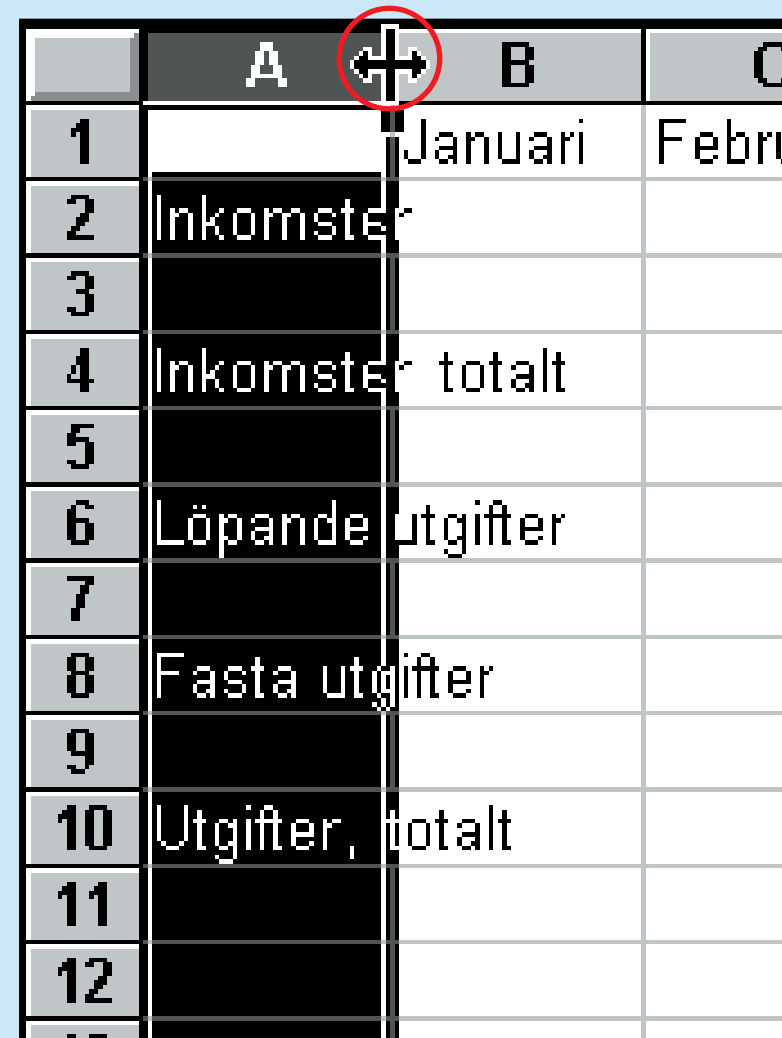 A B
1 Januari
2 Inkomster
3
4 Inkomster totalt
5
6 Löpande utgifter
7
8 Fasta utgifter
9
10 Utgifter, totalt
11
12